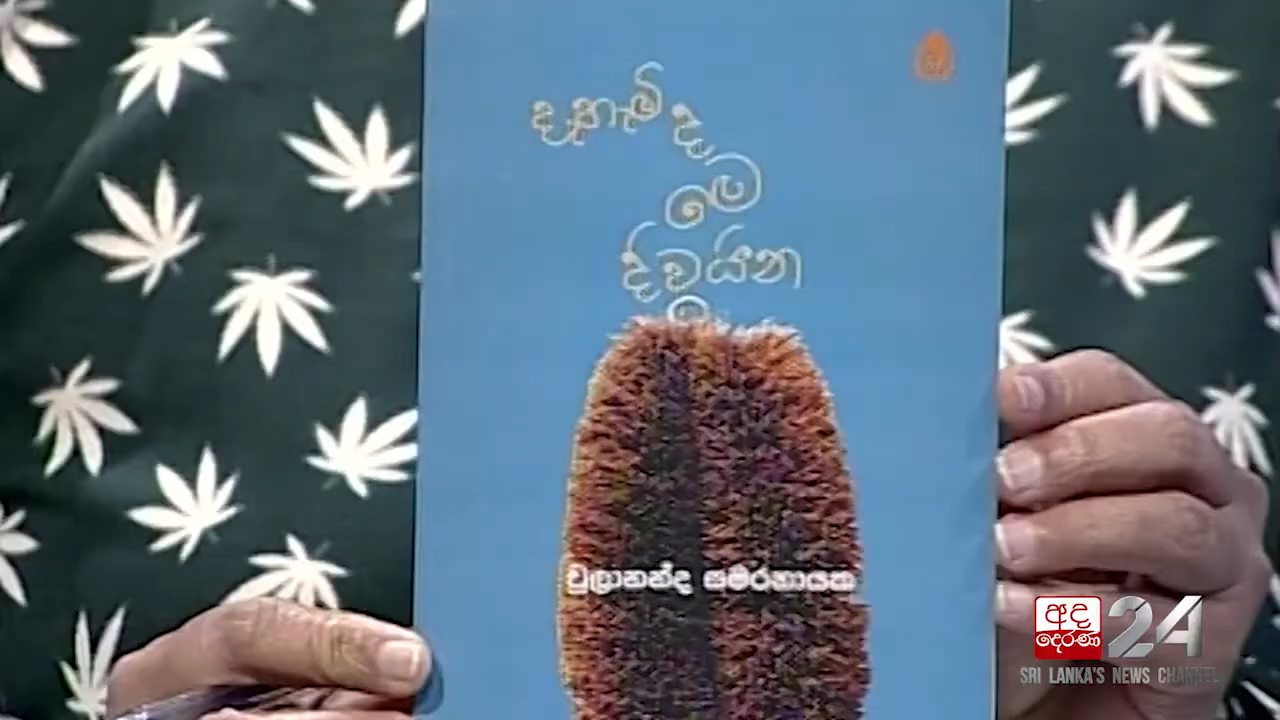 දැහැමි ද
මේ
දිවයින
චූලානන්ද සමරනායක
අද
දෙරණ 24
SRI LANKA'S NEWS CHANNEL